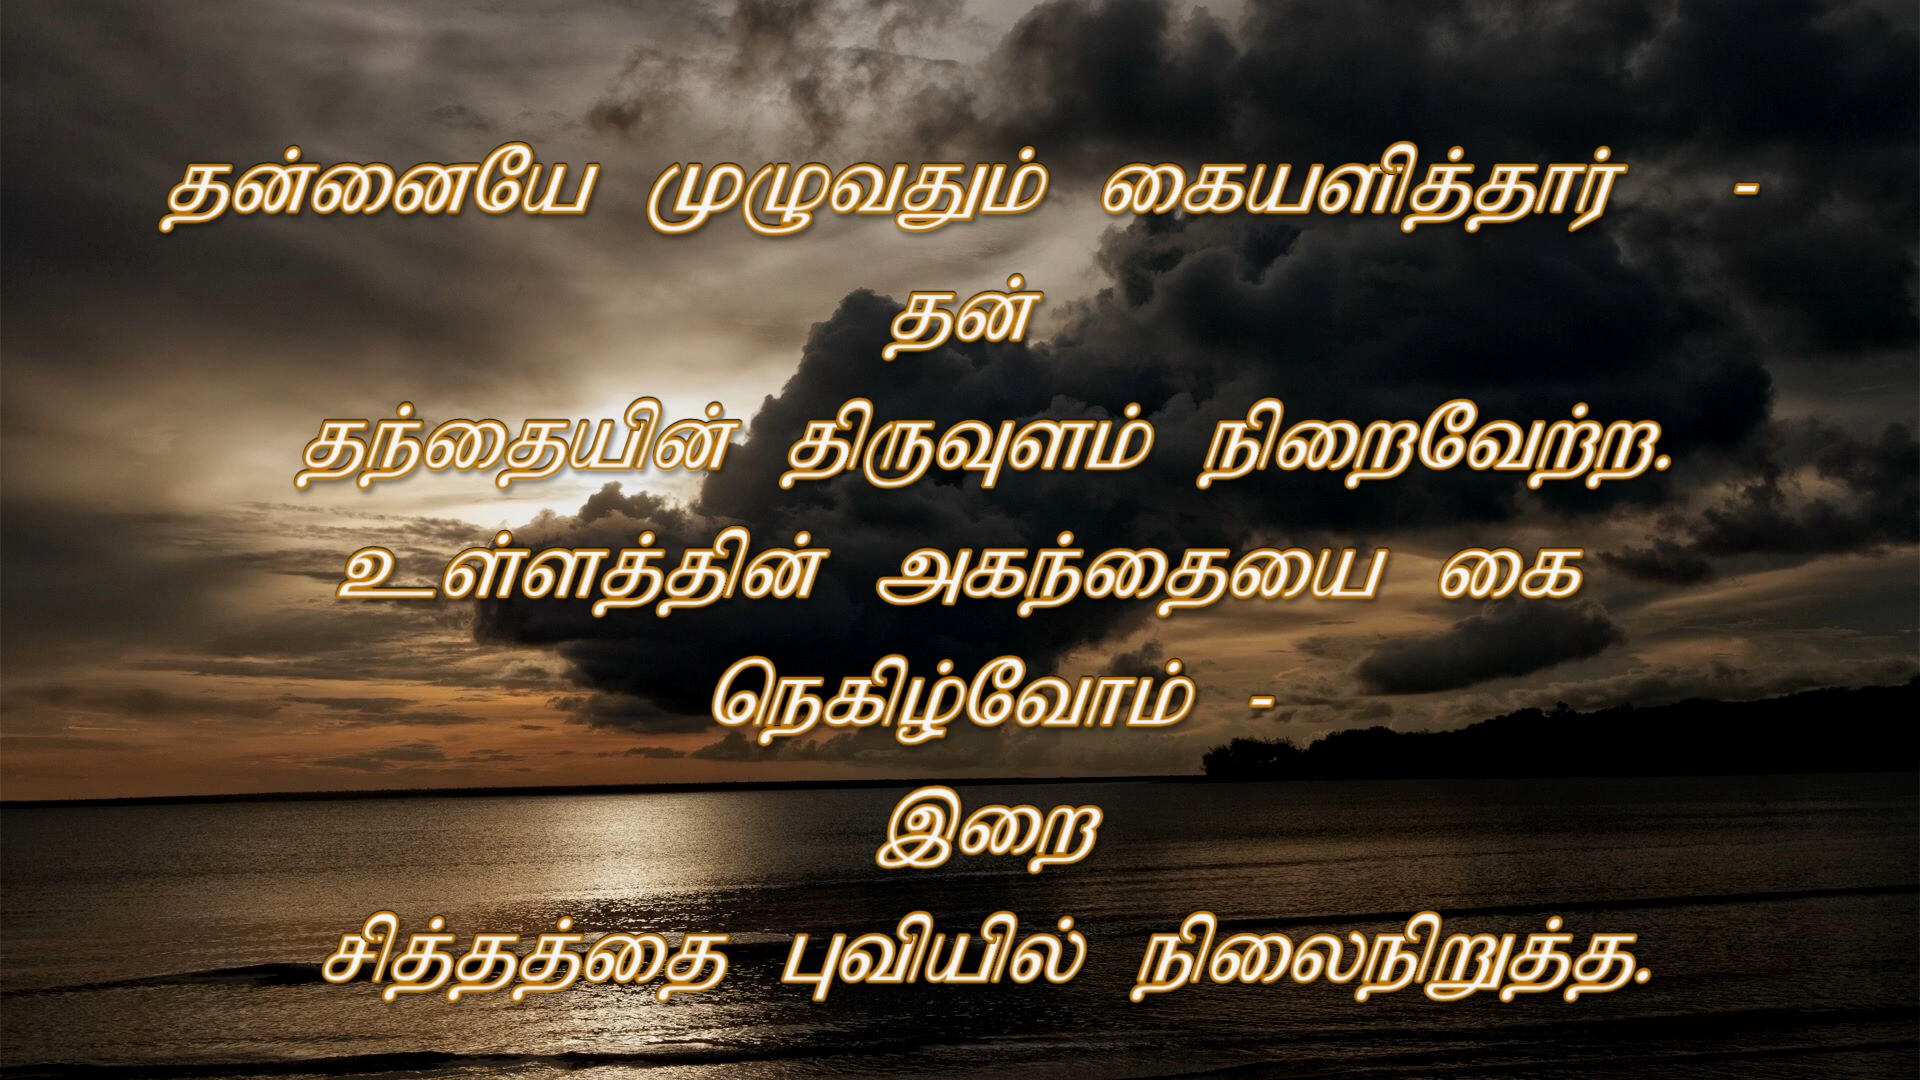 தன்னையே முழுவதும் கையளித்தார் -
தன்
தந்தையின் திருவுளம் நிறைவேற்ற.
உள்ளத்தின் அகந்தையை கை
நெகிழ்வோம் -
இறை
சித்தத்தை புவியில் நிலைநிறுத்த.